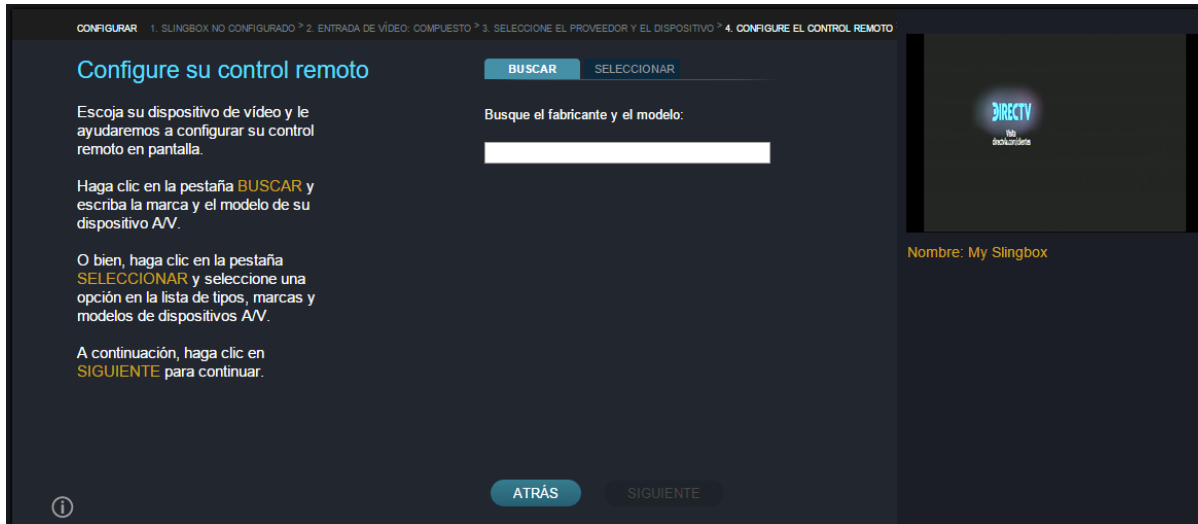 CONFIGURAR 1. SLINGBOX NO CONFIGURADO > 2. ENTRADA DE VÍDEO: COMPUESTO > 3. SELECCIONE EL PROVEEDOR Y EL DISPOSITIVO > 4. CONFIGURE EL CONTROL REMOTO
Configure su control remoto
Escoja su dispositivo de vídeo y le
ayudaremos a configurar su control
remoto en pantalla.
Haga clic en la pestaña BUSCAR y
escriba la marca y el modelo de su
dispositivo A/V.
O bien, haga clic en la pestaña
SELECCIONAR y seleccione una
opción en la lista de tipos, marcas y
modelos de dispositivos A/V.
A continuación, haga clic en
SIGUIENTE para continuar.
BUSCAR SELECCIONAR
Busque el fabricante y el modelo:
ATRÁS SIGUIENTE
DIRECTV
Visita
Nombre: My Slingbox